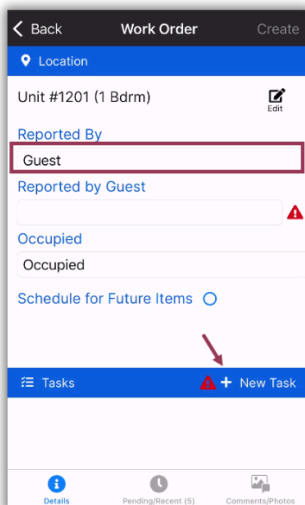 Back Work Order Create
Location
Unit #1201 (1 Bdrm)
Edit
Reported By
Guest
Reported by Guest
Occupied
Occupied
Schedule for Future Items
Tasks + New Task
Details Pending/Recent (5) Comments/Photos